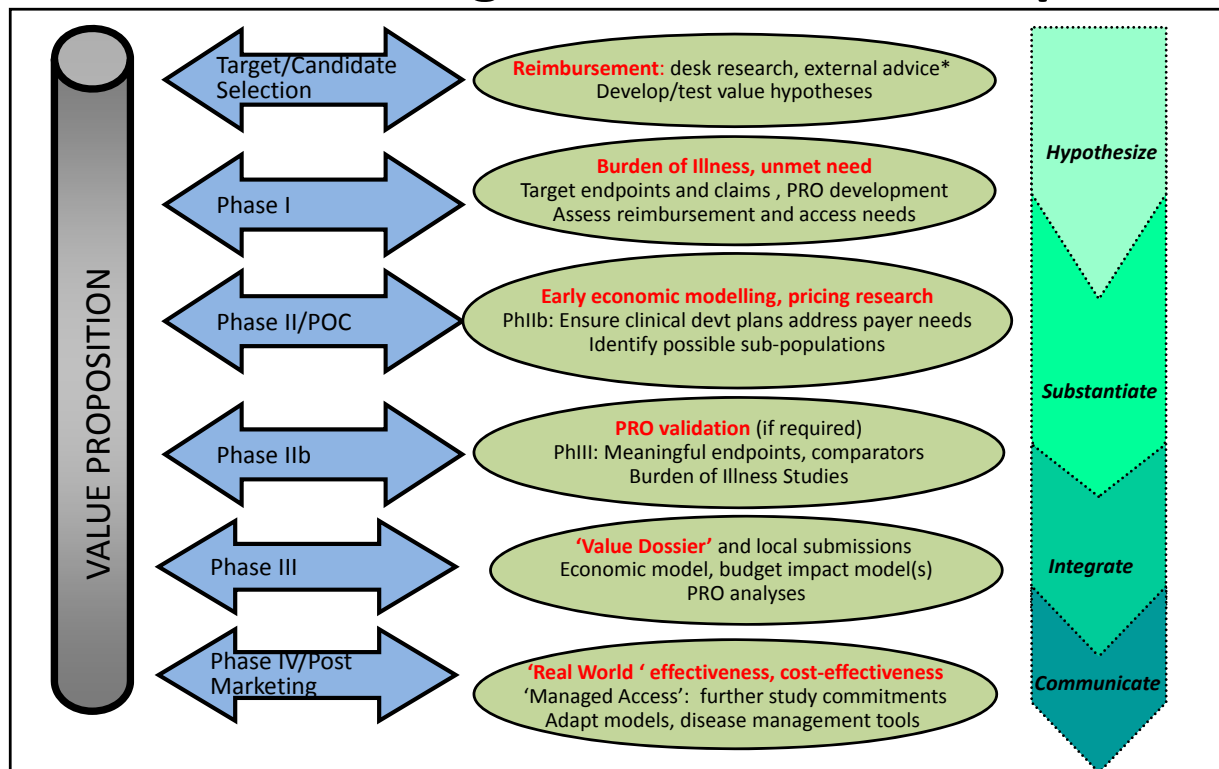 VALUE PROPOSITION
Target/Candidate
Selection
Reimbursement: desk research, external advice*
Develop/test value hypotheses
Phase I
Burden of Illness, unmet need
Target endpoints and claims , PRO development
Assess reimbursement and access needs
Phase II/POC
Early economic modelling, pricing research
PhIIb: Ensure clinical devt plans address payer needs
Identify possible sub-populations
Phase IIb
PRO validation (if required)
PhIII: Meaningful endpoints, comparators
Burden of Illness Studies
Phase III
‘Value Dossier’ and local submissions
Economic model, budget impact model(s)
PRO analyses
Phase IV/Post
Marketing
‘Real World ‘ effectiveness, cost-effectiveness
‘Managed Access’: further study commitments
Adapt models, disease management tools
Hypothesize
Substantiate
Integrate
Communicate